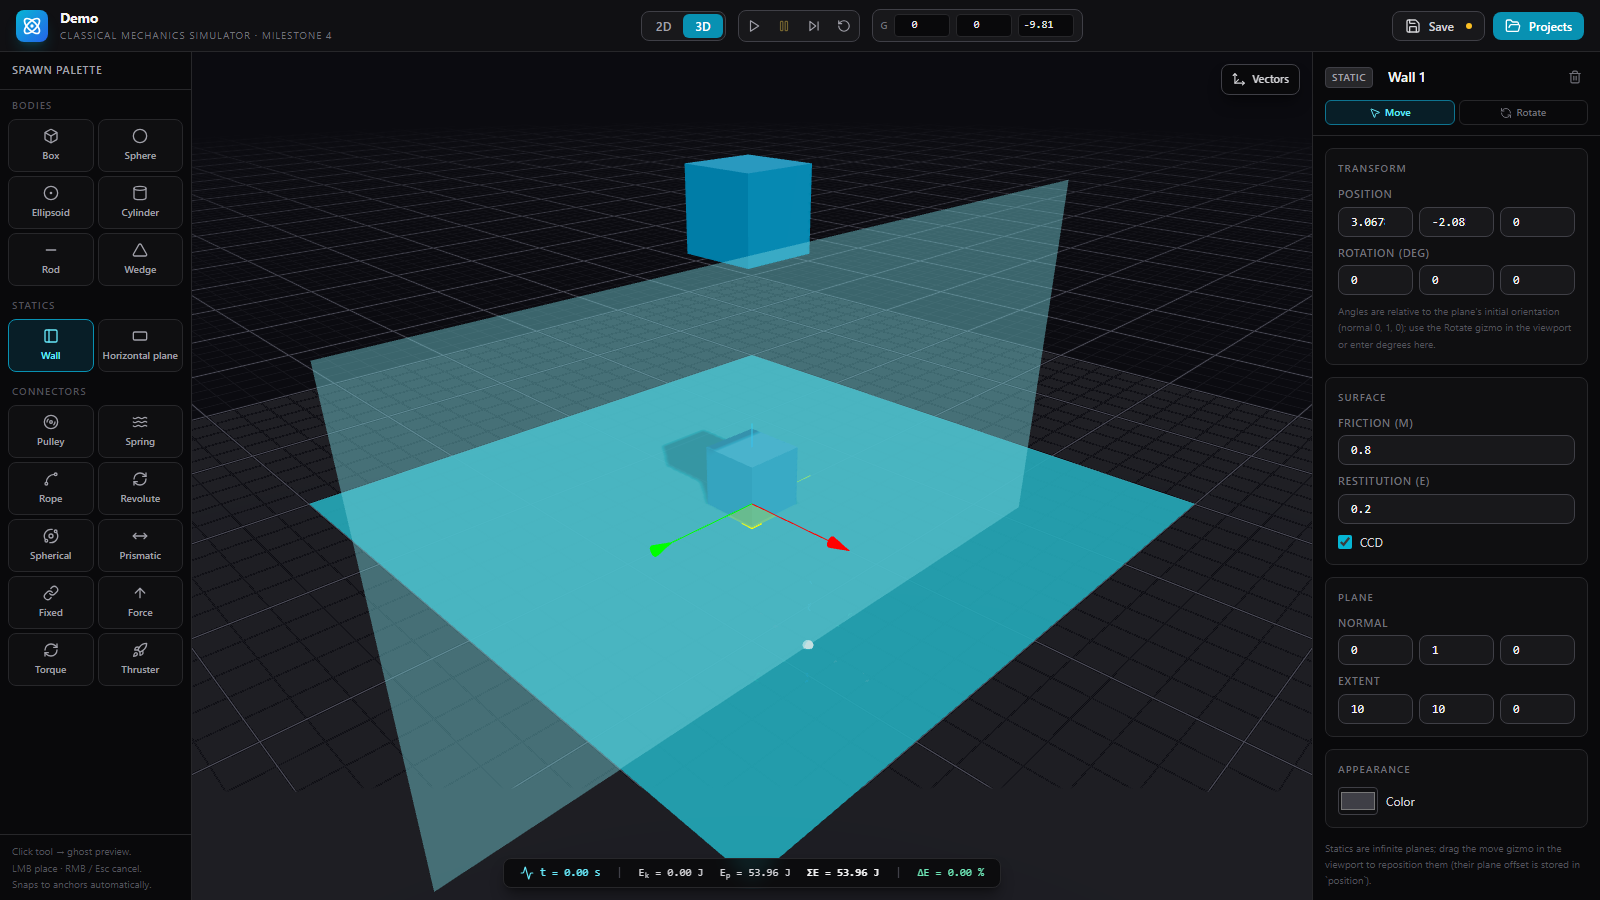 Demo
CLASSICAL MECHANICS SIMULATOR · MILESTONE 4
2D 3D
G 0 0 -9.81
Save
Projects
SPAWN PALETTE
BODIES
Box Sphere
Ellipsoid Cylinder
Rod Wedge
STATICS
Wall Horizontal plane
CONNECTORS
Pulley Spring
Rope Revolute
Spherical Prismatic
Fixed Force
Torque Thruster
Click tool → ghost preview.
LMB place · RMB / Esc cancel.
Snaps to anchors automatically.
Vectors
t = 0.00 s | Eₖ = 0.00 J Eₚ = 53.96 J ΣE = 53.96 J | ΔE = 0.00 %
STATIC Wall 1
Move Rotate
TRANSFORM
POSITION
3.067 -2.08 0
ROTATION (DEG)
0 0 0
Angles are relative to the plane's initial orientation
(normal 0, 1, 0); use the Rotate gizmo in the viewport
or enter degrees here.
SURFACE
FRICTION (Μ)
0.8
RESTITUTION (E)
0.2
CCD
PLANE
NORMAL
0 1 0
EXTENT
10 10 0
APPEARANCE
Color
Statics are infinite planes; drag the move gizmo in the
viewport to reposition them (their plane offset is stored in
`position`).